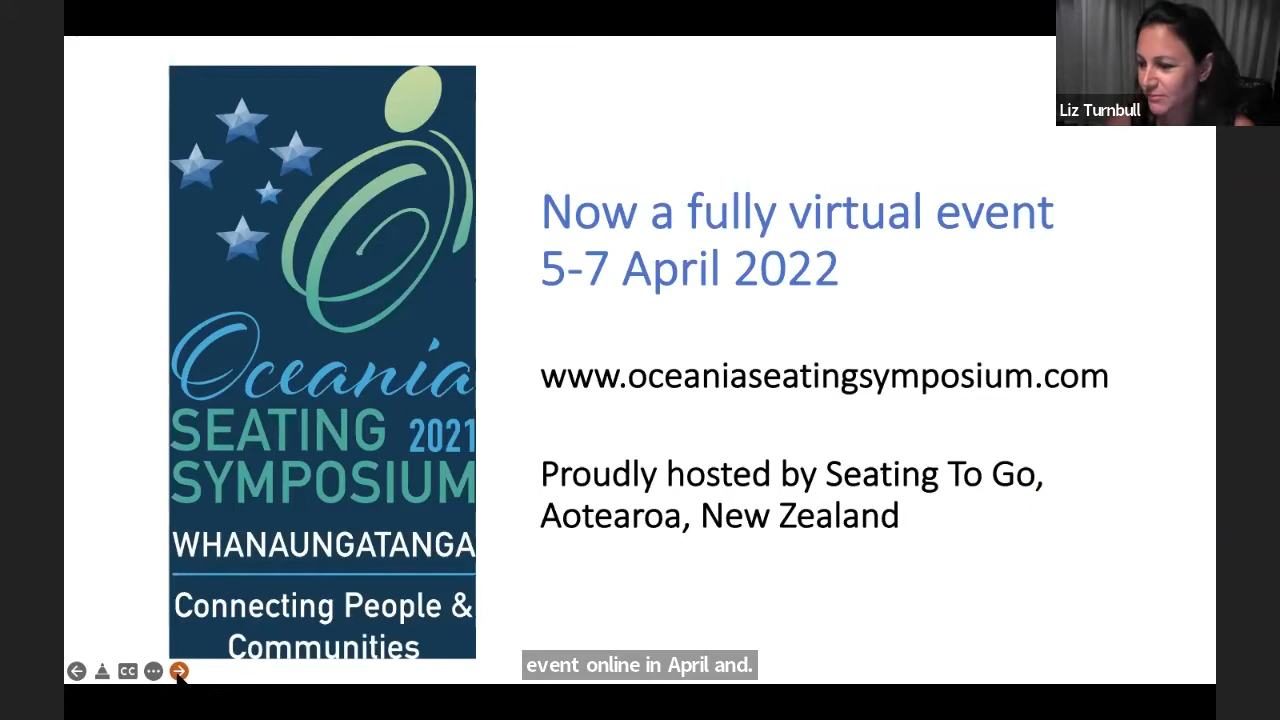 Liz Turnbull
Oceania
SEATING 2021
SYMPOSIUM
WHANAUNGATANGA
Connecting People &
Communities
Now a fully virtual event
5-7 April 2022
www.oceaniaseatingsymposium.com
Proudly hosted by Seating To Go,
Aotearoa, New Zealand
CC
event online in April and.